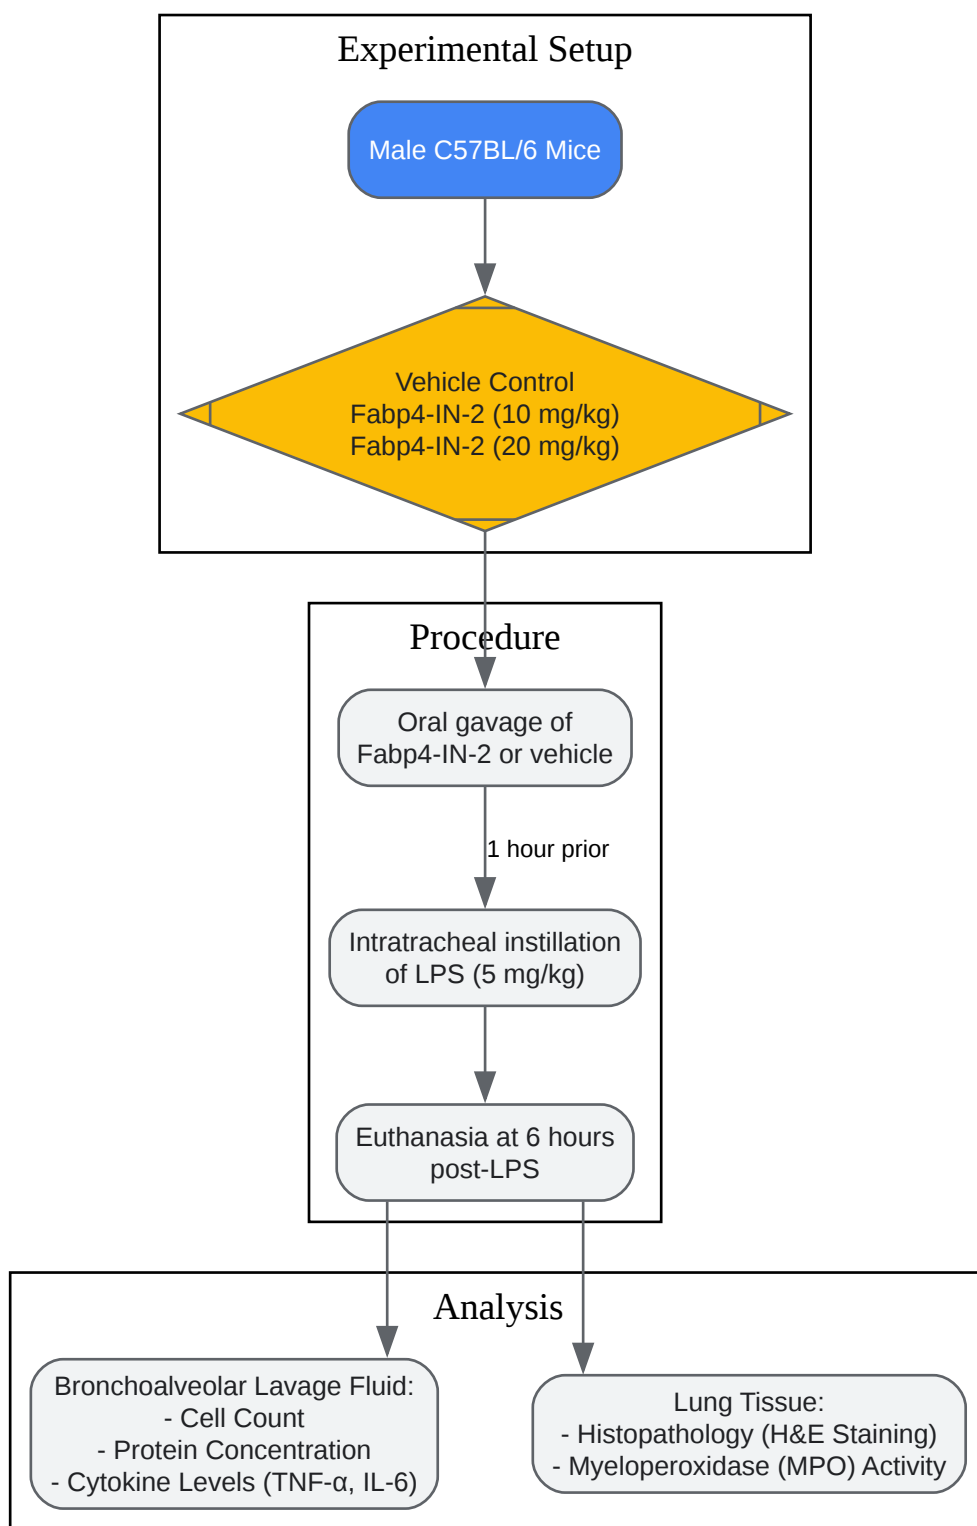 Experimental Setup
Male C57BL/6 Mice
Vehicle Control
Fabp4-IN-2 (10 mg/kg)
Fabp4-IN-2 (20 mg/kg)
Procedure
Oral gavage of
Fabp4-IN-2 or vehicle
1 hour prior
Intratracheal instillation
of LPS (5 mg/kg)
Euthanasia at 6 hours
post-LPS
Analysis
Bronchoalveolar Lavage Fluid:
- Cell Count
- Protein Concentration
- Cytokine Levels (TNF-α, IL-6)
Lung Tissue:
- Histopathology (H&E Staining)
- Myeloperoxidase (MPO) Activity